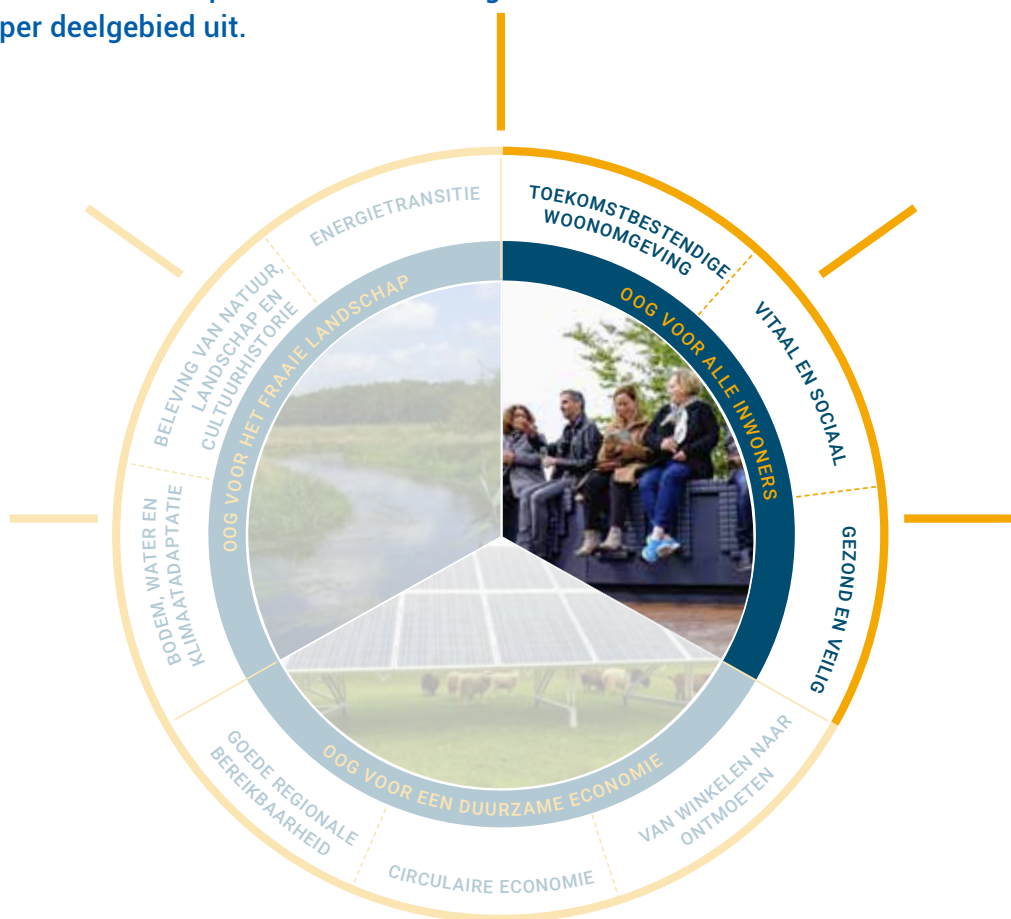 per deelgebied uit.
TOEKOMSTBESTENDIGE
WOONOMGEVING
VITAAL EN SOCIAAL
GEZOND EN VEILIG
OOG VOOR ALLE INWONERS
VAN WINKELEN NAAR
ONTMOETEN
CIRCULAIRE ECONOMIE
GOEDE REGIONALE
BEREIKBAARHEID
OOG VOOR EEN DUURZAME ECONOMIE
BODEM, WATER EN
KLIMAATADAPTATIE
BELEVING VAN NATUUR,
LANDSCHAP EN
CULTUURHISTORIE
ENERGIETRANSITIE
OOG VOOR HET FRAAIE LANDSCHAP